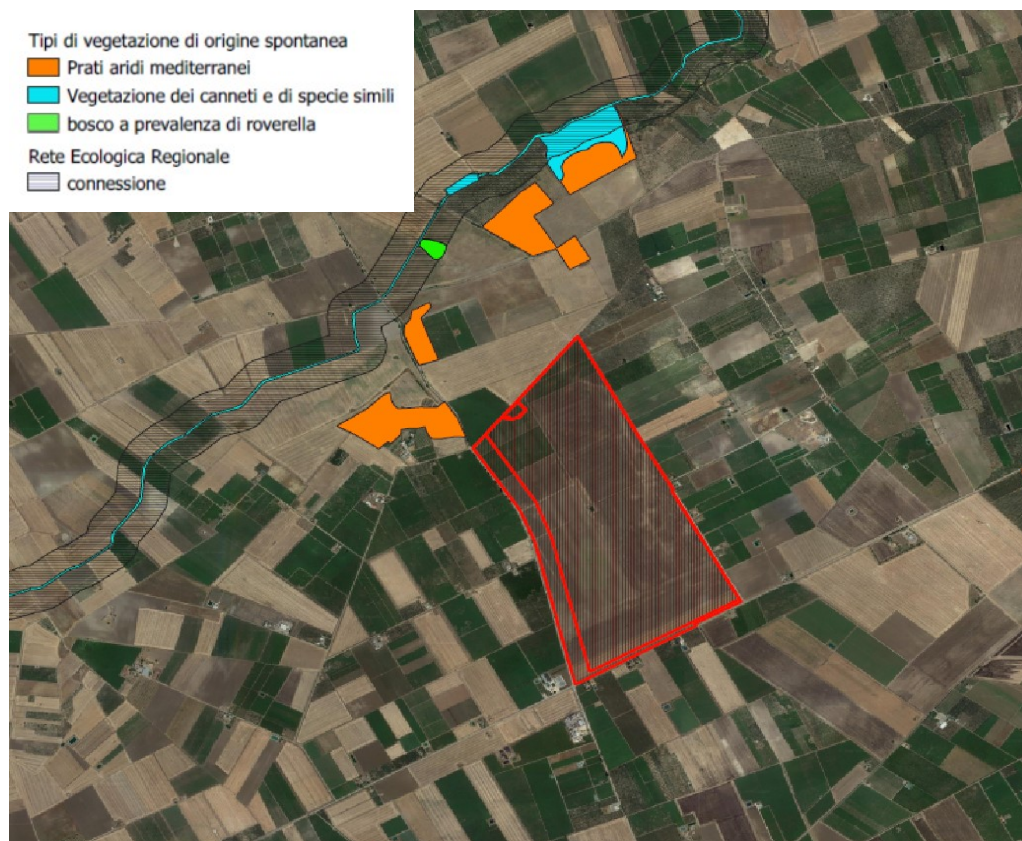 Tipi di vegetazione di origine spontanea
Prati aridi mediterranei
Vegetazione dei canneti e di specie simili
bosco a prevalenza di roverella
Rete Ecologica Regionale
connessione